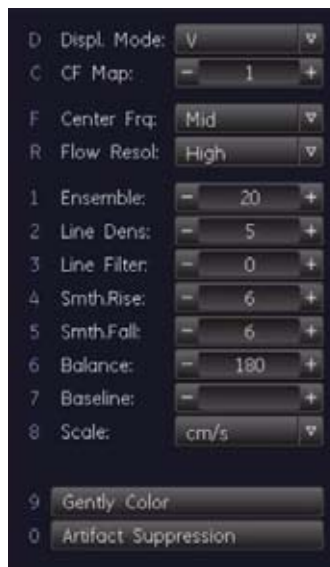 D Displ. Mode: V
C CF Map: - 1 +
F Center Frq: Mid
R Flow Resol: High
1 Ensemble: - 20 +
2 Line Dens: - 5 +
3 Line Filter: - 0 +
4 Smth.Rise: - 6 +
5 Smth.Fall: - 6 +
6 Balance: - 180 +
7 Baseline: - +
8 Scale: cm/s
9 Gently Color
0 Artifact Suppression